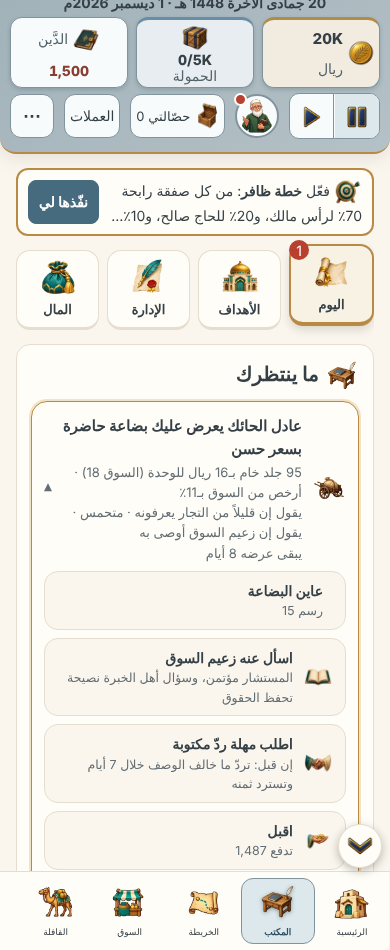 20 جمادى الآخرة 1448 هـ · 1 ديسمبر 2026م
20K
ريال
0/5K
الحمولة
الدَّين
1,500
حصّالتي 0
العملات
...
فعّل خطة ظافر: من كل صفقة رابحة
70٪ لرأس مالك، و20٪ للحاج صالح، و10٪...
نفّذها لي
1
اليوم
الأهداف
الإدارة
المال
ما ينتظرك
عادل الحائك يعرض عليك بضاعة حاضرة
بسعر حسن
95 جلد خام بـ16 ريال للوحدة (السوق 18) ·
أرخص من السوق بـ11٪
يقول إن قليلاً من التجار يعرفونه · متحمس ·
يقول إن زعيم السوق أوصى به
يبقى عرضه 8 أيام
▲
عاين البضاعة
رسم 15
اسأل عنه زعيم السوق
المستشار مؤتمن، وسؤال أهل الخبرة نصيحة
تحفظ الحقوق
اطلب مهلة ردّ مكتوبة
إن قبل: تردّ ما خالف الوصف خلال 7 أيام
وتسترد ثمنه
اقبل
تدفع 1,487
الرئيسية
المكتب
الخريطة
السوق
القافلة